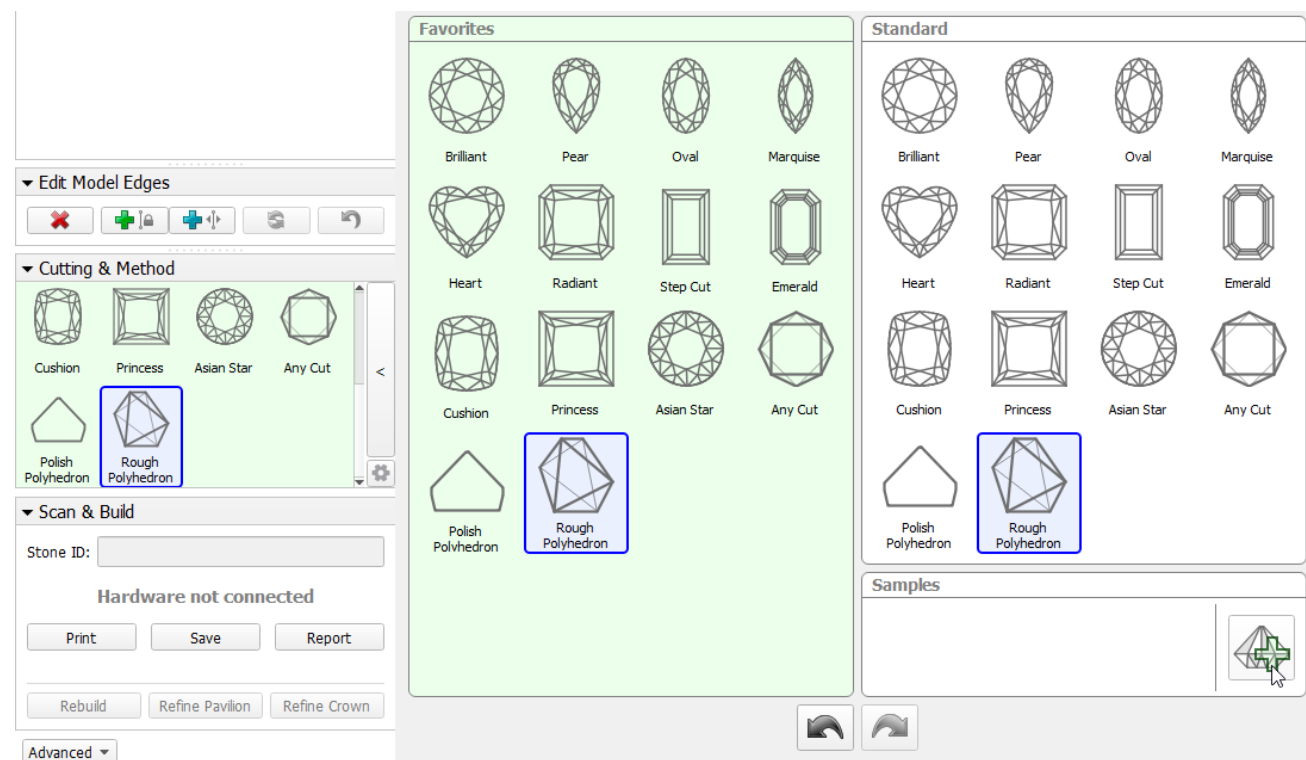 Edit Model Edges
Cutting & Method
Cushion Princess Asian Star Any Cut
<
Polish Rough
Polyhedron Polyhedron
Scan & Build
Stone ID:
Hardware not connected
Print Save Report
Rebuild Refine Pavilion Refine Crown
Advanced
Favorites
Brilliant Pear Oval Marquise
Heart Radiant Step Cut Emerald
Cushion Princess Asian Star Any Cut
Polish Rough
Polyhedron Polyhedron
Standard
Brilliant Pear Oval Marquise
Heart Radiant Step Cut Emerald
Cushion Princess Asian Star Any Cut
Polish Rough
Polyhedron Polyhedron
Samples